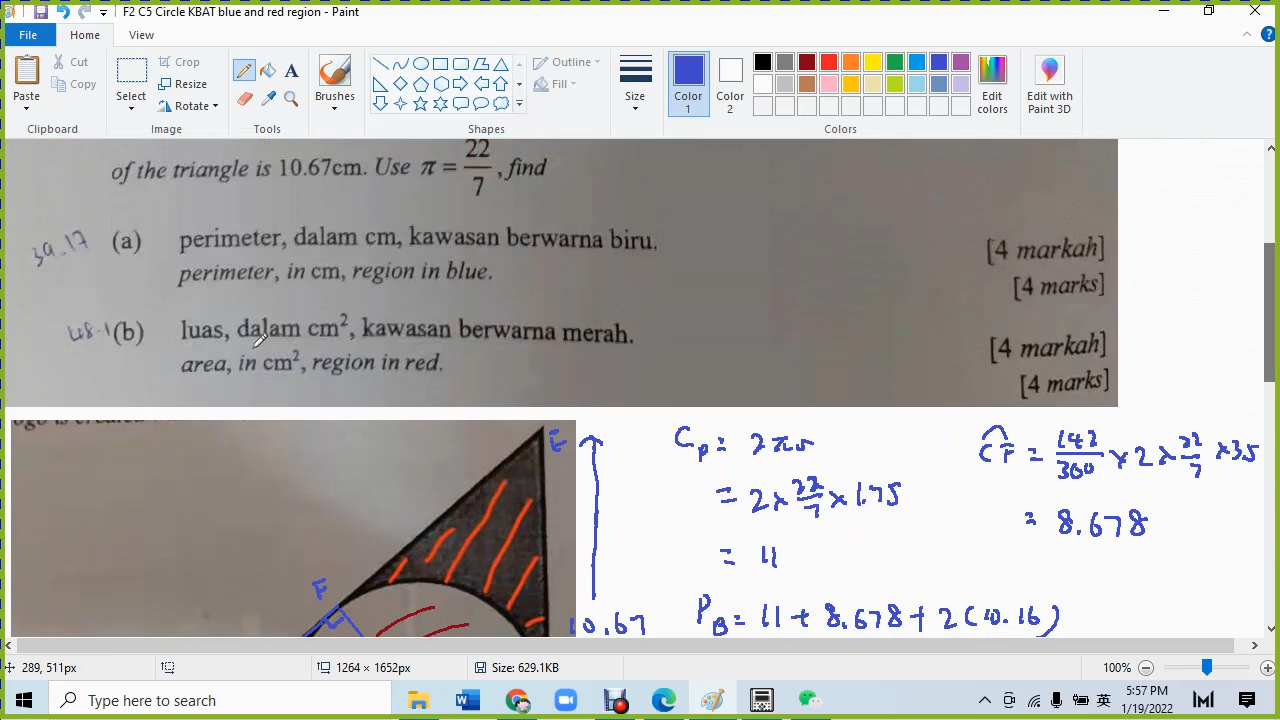 F2 C5 Circle KBAT blue and red region - Paint
File
Home
View
Paste
Cut
Copy
Clipboard
Select
Crop
Resize
Rotate
Image
Tools
Brushes
Outline
Fill
Shapes
Size
Color 1
Color 2
Edit colors
Edit with Paint 3D
Colors
of the triangle is 10.67cm. Use π = 22/7, find
39.17 (a) perimeter, dalam cm, kawasan berwarna biru. [4 markah]
perimeter, in cm, region in blue. [4 marks]
(b) luas, dalam cm², kawasan berwarna merah. [4 markah]
area, in cm², region in red. [4 marks]
E
F
10.67
Cp = 2πr
= 2 × 22/7 × 1.75
= 11
PB = 11 + 8.678 + 2(10.16)
CF = 142/360 × 2 × 22/7 × 3.5
= 8.678
289, 511px
1264 × 1652px
Size: 629.1KB
100%
Type here to search
英
5:57 PM
1/19/2022